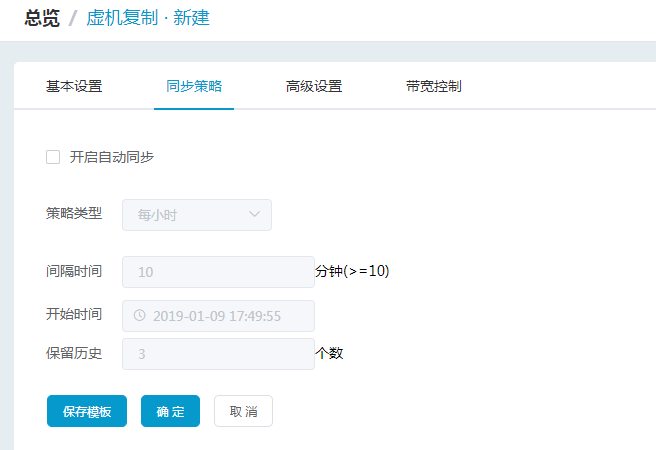 总览 / 虚机复制 · 新建
基本设置 同步策略 高级设置 带宽控制
开启自动同步
策略类型 每小时
间隔时间 10 分钟(>=10)
开始时间 2019-01-09 17:49:55
保留历史 3 个数
保存模板 确 定 取 消